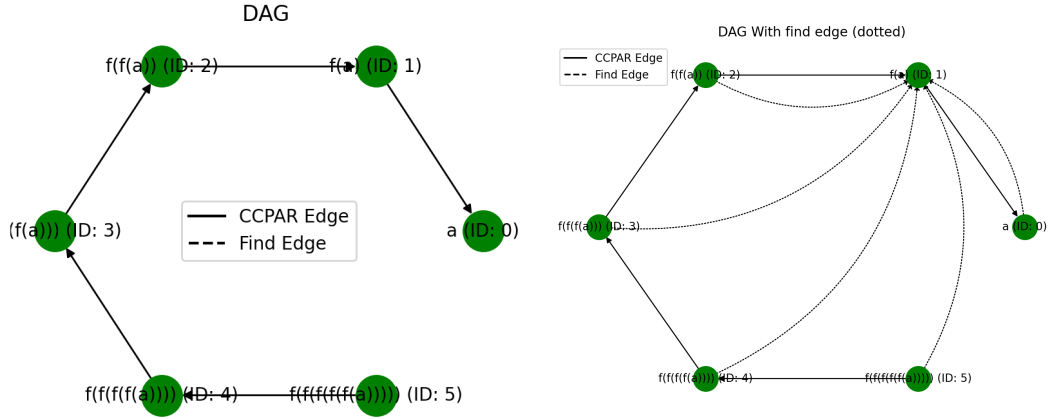 DAG
f(f(a)) (ID: 2)
f(a) (ID: 1)
(f(a))) (ID: 3)
CCPAR Edge
Find Edge
a (ID: 0)
f(f(f(f(a)))) (ID: 4)
f(f(f(f(f(a))))) (ID: 5)
DAG With find edge (dotted)
CCPAR Edge
Find Edge
f(f(a)) (ID: 2)
f(a) (ID: 1)
f(f(f(a))) (ID: 3)
a (ID: 0)
f(f(f(f(a)))) (ID: 4)
f(f(f(f(f(a))))) (ID: 5)